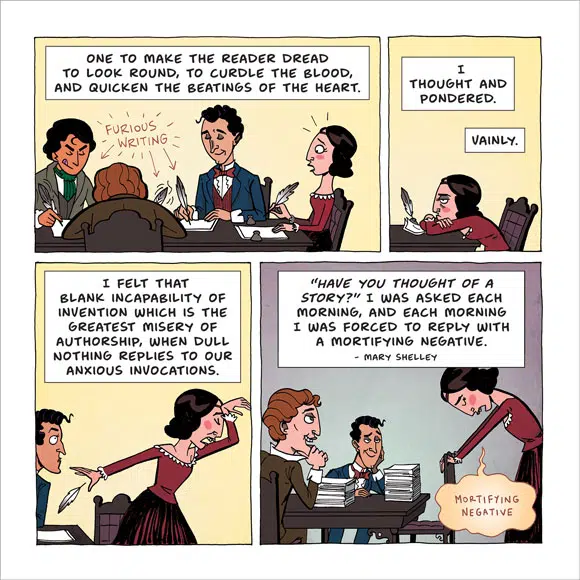 ONE TO MAKE THE READER DREAD
TO LOOK ROUND, TO CURDLE THE BLOOD,
AND QUICKEN THE BEATINGS OF THE HEART.
FURIOUS
WRITING
I
THOUGHT AND
PONDERED.
VAINLY.
I FELT THAT
BLANK INCAPABILITY OF
INVENTION WHICH IS THE
GREATEST MISERY OF
AUTHORSHIP, WHEN DULL
NOTHING REPLIES TO OUR
ANXIOUS INVOCATIONS.
"HAVE YOU THOUGHT OF A
STORY?" I WAS ASKED EACH
MORNING, AND EACH MORNING
I WAS FORCED TO REPLY WITH
A MORTIFYING NEGATIVE.
- MARY SHELLEY
MORTIFYING
NEGATIVE